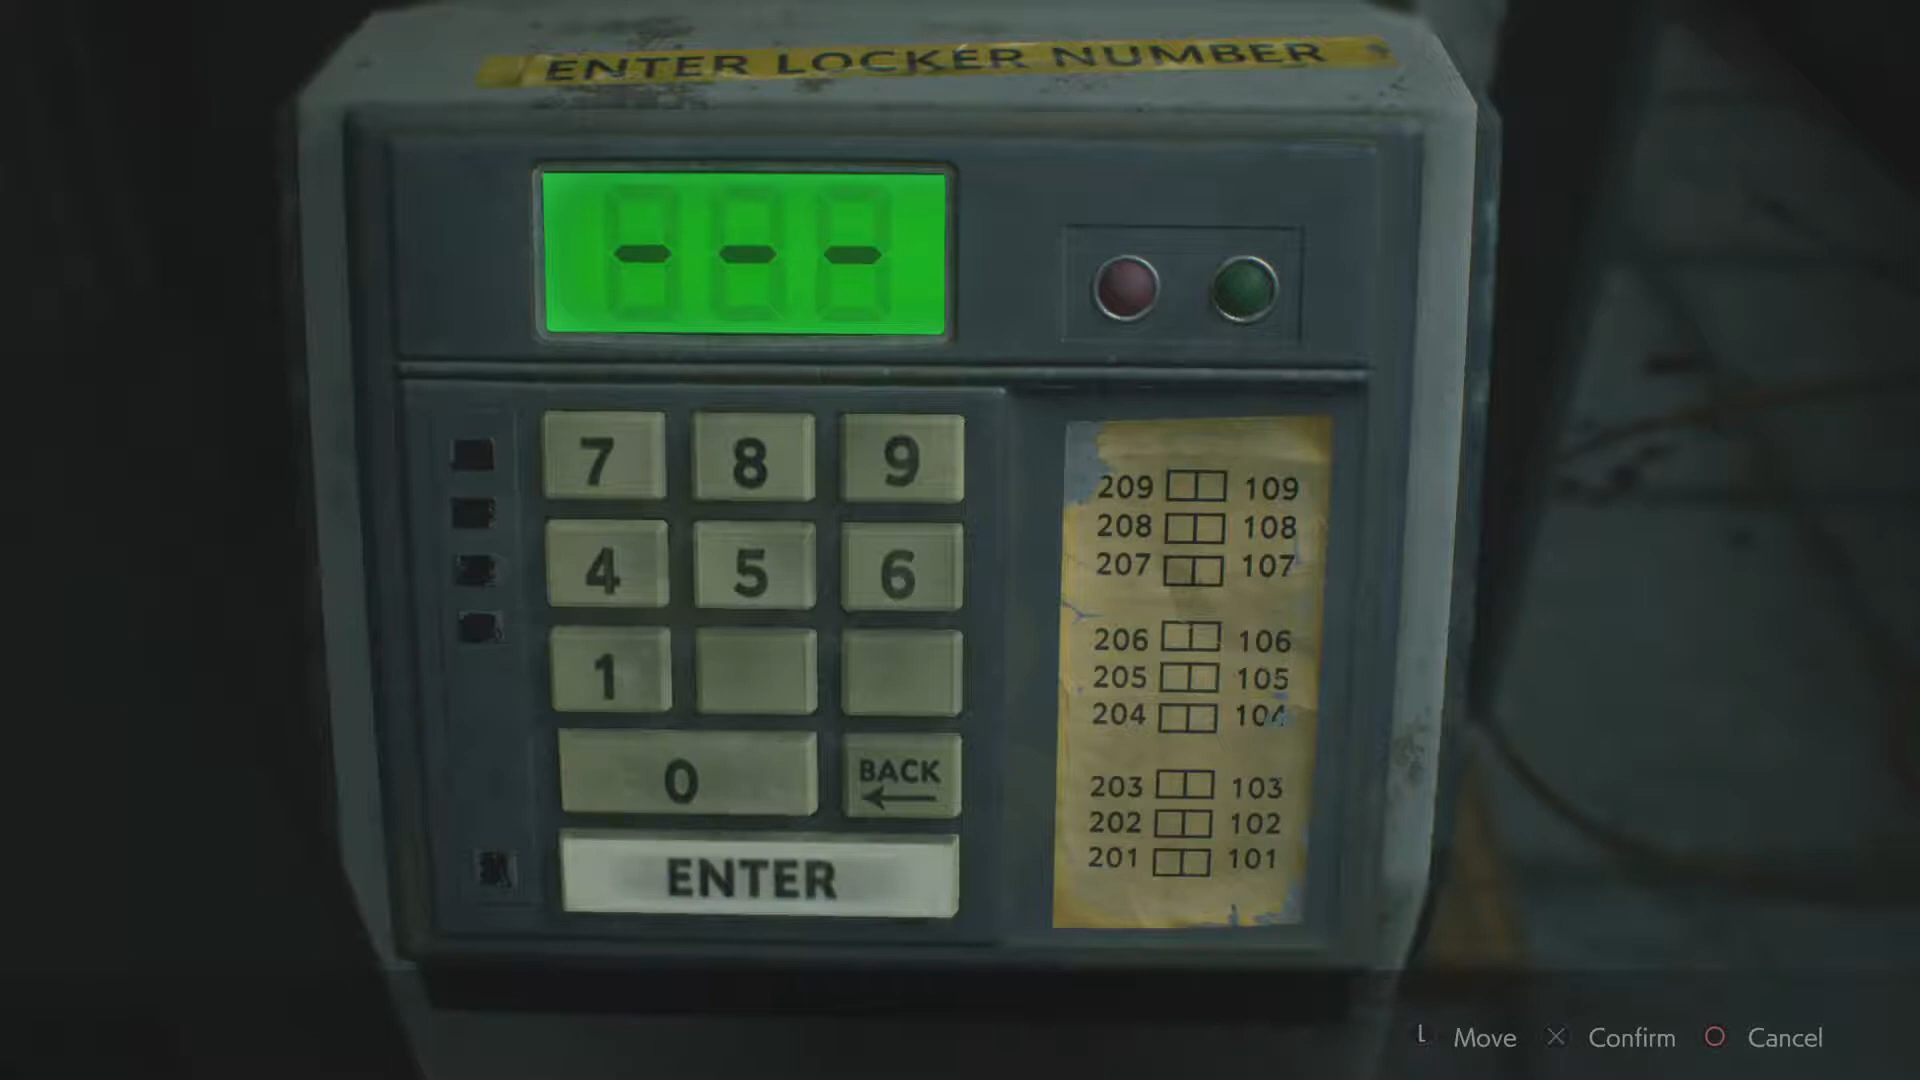 ENTER LOCKER NUMBER
---
7 8 9
4 5 6
1
0 BACK
ENTER
209 109
208 108
207 107
206 106
205 105
204 104
203 103
202 102
201 101
L Move X Confirm O Cancel